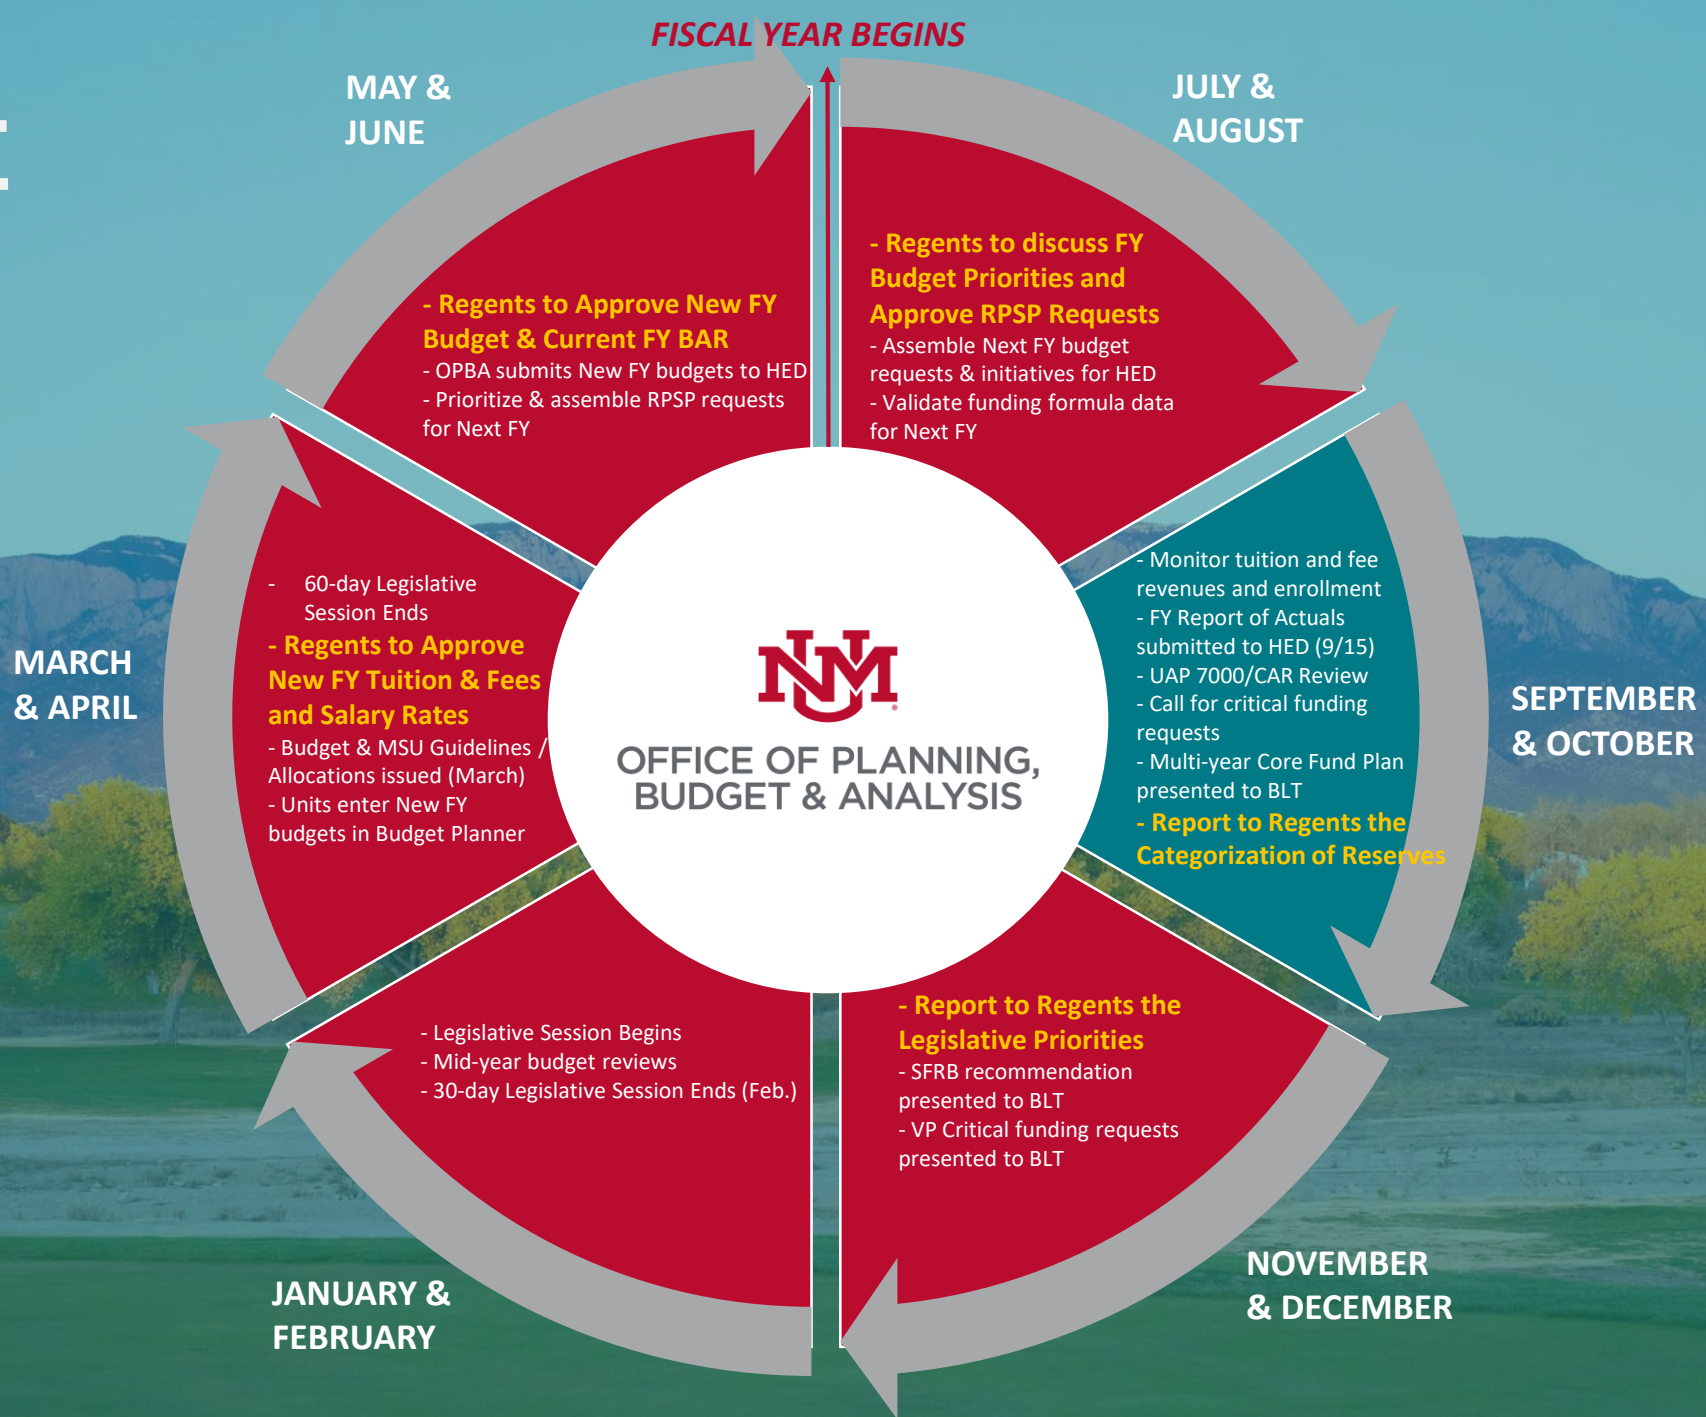 FISCAL YEAR BEGINS
JULY &
AUGUST
- Regents to discuss FY
Budget Priorities and
Approve RPSP Requests
- Assemble Next FY budget
requests & initiatives for HED
- Validate funding formula data
for Next FY
SEPTEMBER
& OCTOBER
- Monitor tuition and fee
revenues and enrollment
- FY Report of Actuals
submitted to HED (9/15)
- UAP 7000/CAR Review
- Call for critical funding
requests
- Multi-year Core Fund Plan
presented to BLT
- Report to Regents the
Categorization of Reserves
NOVEMBER
& DECEMBER
- Report to Regents the
Legislative Priorities
- SFRB recommendation
presented to BLT
- VP Critical funding requests
presented to BLT
JANUARY &
FEBRUARY
- Legislative Session Begins
- Mid-year budget reviews
- 30-day Legislative Session Ends (Feb.)
MARCH
& APRIL
- 60-day Legislative
Session Ends
- Regents to Approve
New FY Tuition & Fees
and Salary Rates
- Budget & MSU Guidelines /
Allocations issued (March)
- Units enter New FY
budgets in Budget Planner
MAY &
JUNE
- Regents to Approve New FY
Budget & Current FY BAR
- OPBA submits New FY budgets to HED
- Prioritize & assemble RPSP requests
for Next FY
UNM
®
OFFICE OF PLANNING,
BUDGET & ANALYSIS